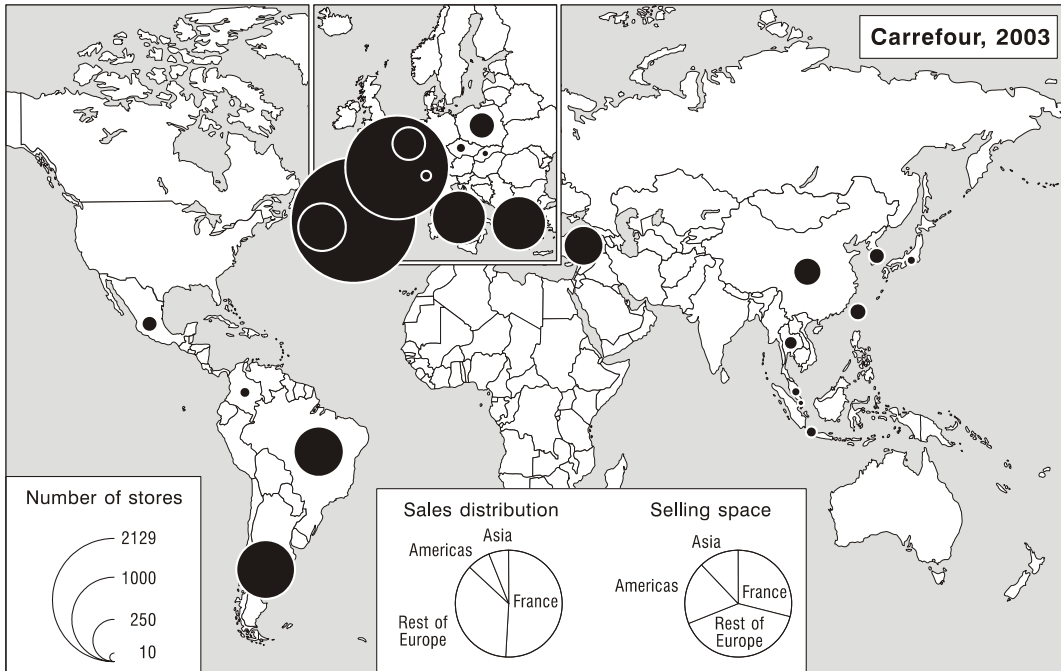 Carrefour, 2003
Number of stores
2129
1000
250
10
Sales distribution
Asia
Americas
France
Rest of
Europe
Selling space
Asia
Americas
France
Rest of
Europe